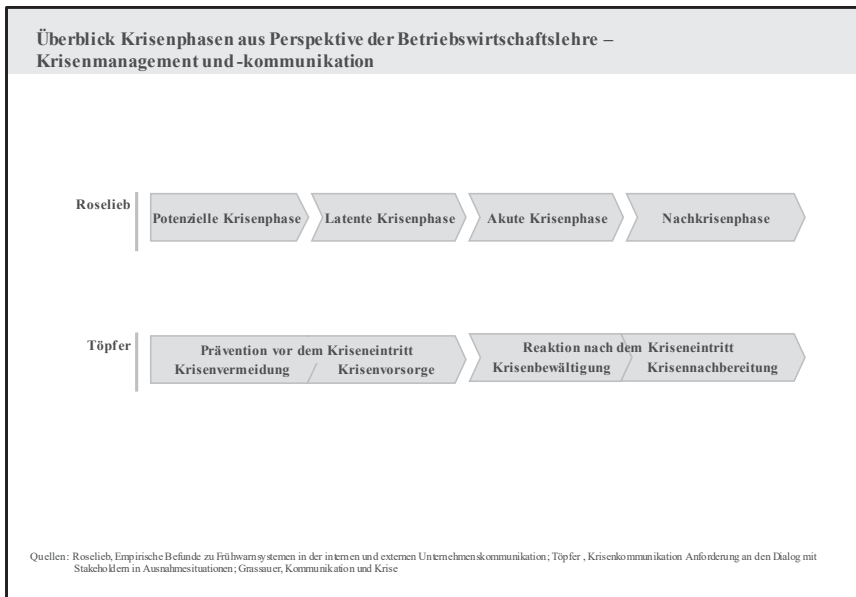 Überblick Krisenphasen aus Perspektive der Betriebswirtschaftslehre –
Krisenmanagement und -kommunikation
Roselieb
Potenzielle Krisenphase
Latente Krisenphase
Akute Krisenphase
Nachkrisenphase
Töpfer
Prävention vor dem Kriseneintritt
Krisenvermeidung
Krisenvorsorge
Reaktion nach dem Kriseneintritt
Krisenbewältigung
Krisennachbereitung
Quellen: Roselieb, Empirische Befunde zu Frühwarnsystemen in der internen und externen Unternehmenskommunikation; Töpfer , Krisenkommunikation Anforderung an den Dialog mit
Stakeholdern in Ausnahmesituationen; Grassauer, Kommunikation und Krise